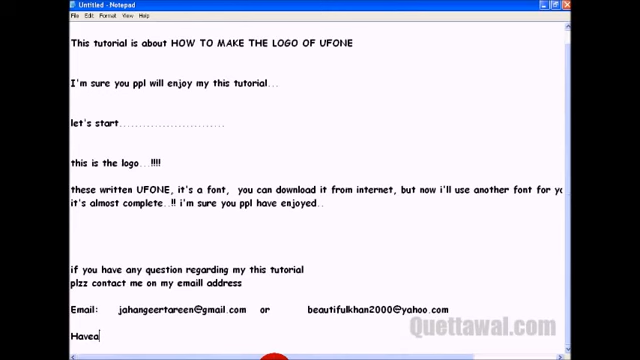 Untitled - Notepad
File Edit Format View Help
This tutorial is about HOW TO MAKE THE LOGO OF UFONE
I'm sure you ppl will enjoy my this tutorial...
let's start...........................
this is the logo...!!!!
these written UFONE, it's a font, you can download it from internet, but now i'll use another font for yo
it's almost complete..!! i'm sure you ppl have enjoyed..
if you have any question regarding my this tutorial
plzz contact me on my emaill address
Email: jahangeertareen@gmail.com or beautifulkhan2000@yahoo.com
Quettawal.com
Havea